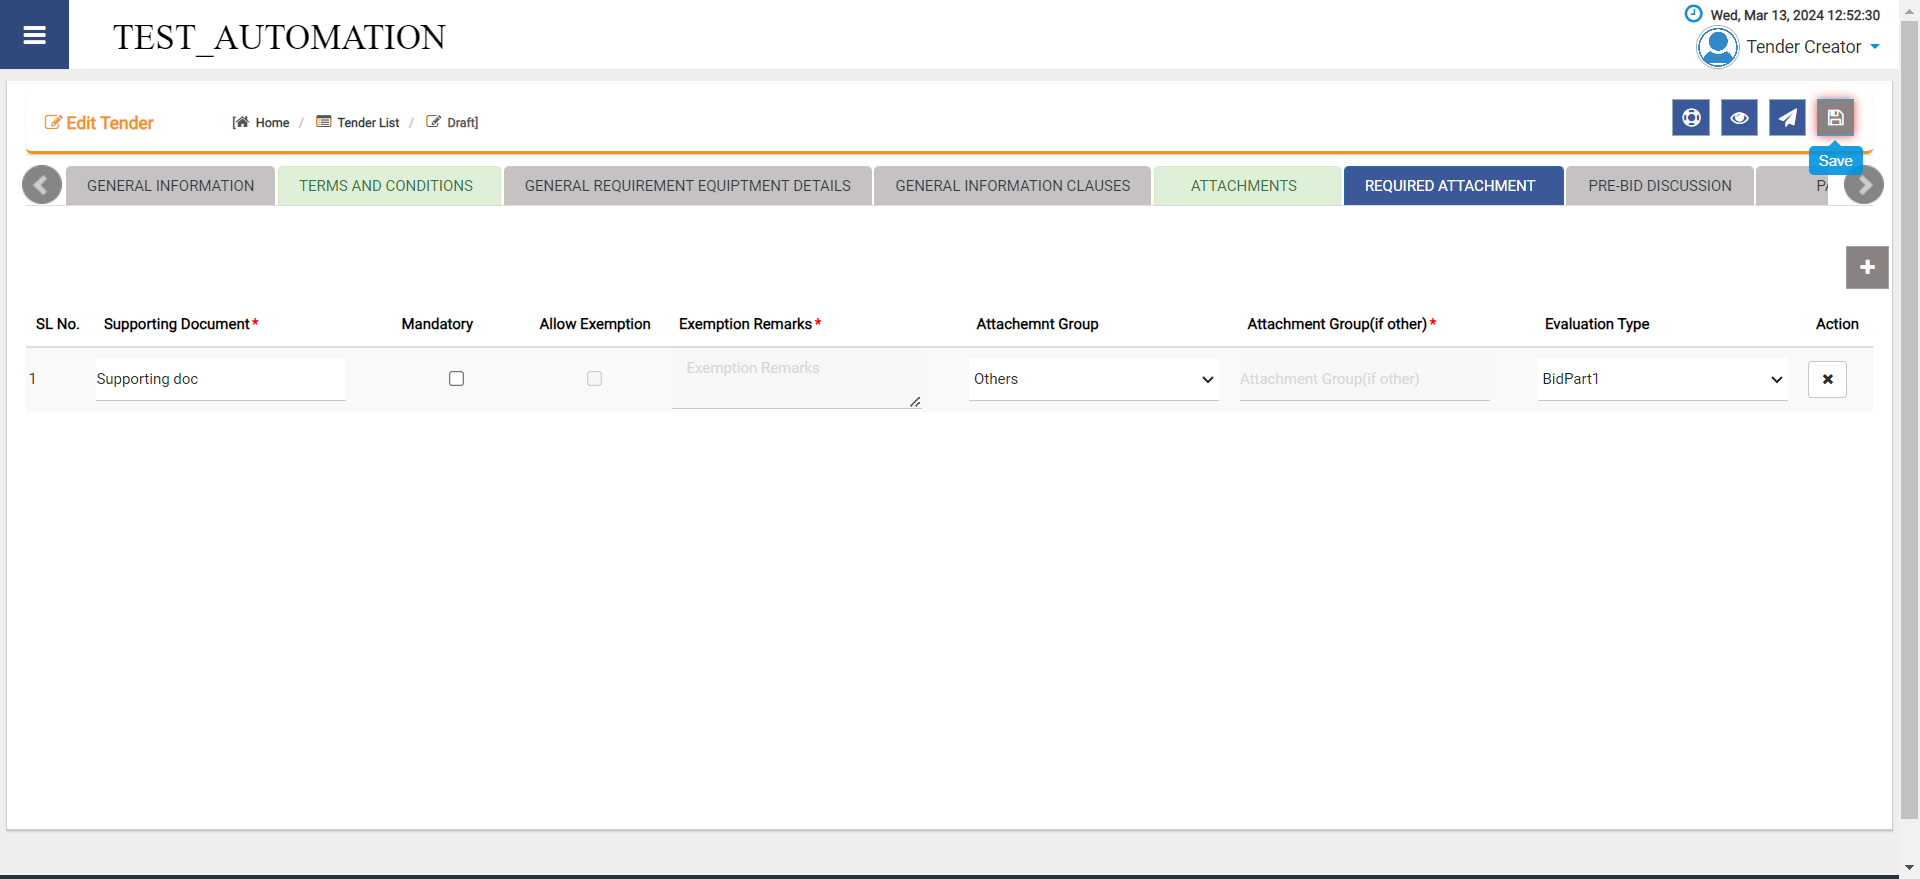 TEST_AUTOMATION
Wed, Mar 13, 2024 12:52:30
Tender Creator
Edit Tender
[ Home / Tender List / Draft]
Save
GENERAL INFORMATION
TERMS AND CONDITIONS
GENERAL REQUIREMENT EQUIPTMENT DETAILS
GENERAL INFORMATION CLAUSES
ATTACHMENTS
REQUIRED ATTACHMENT
PRE-BID DISCUSSION
SL No. Supporting Document* Mandatory Allow Exemption Exemption Remarks* Attachemnt Group Attachment Group(if other)* Evaluation Type Action
1 Supporting doc Exemption Remarks Others Attachment Group(if other) BidPart1